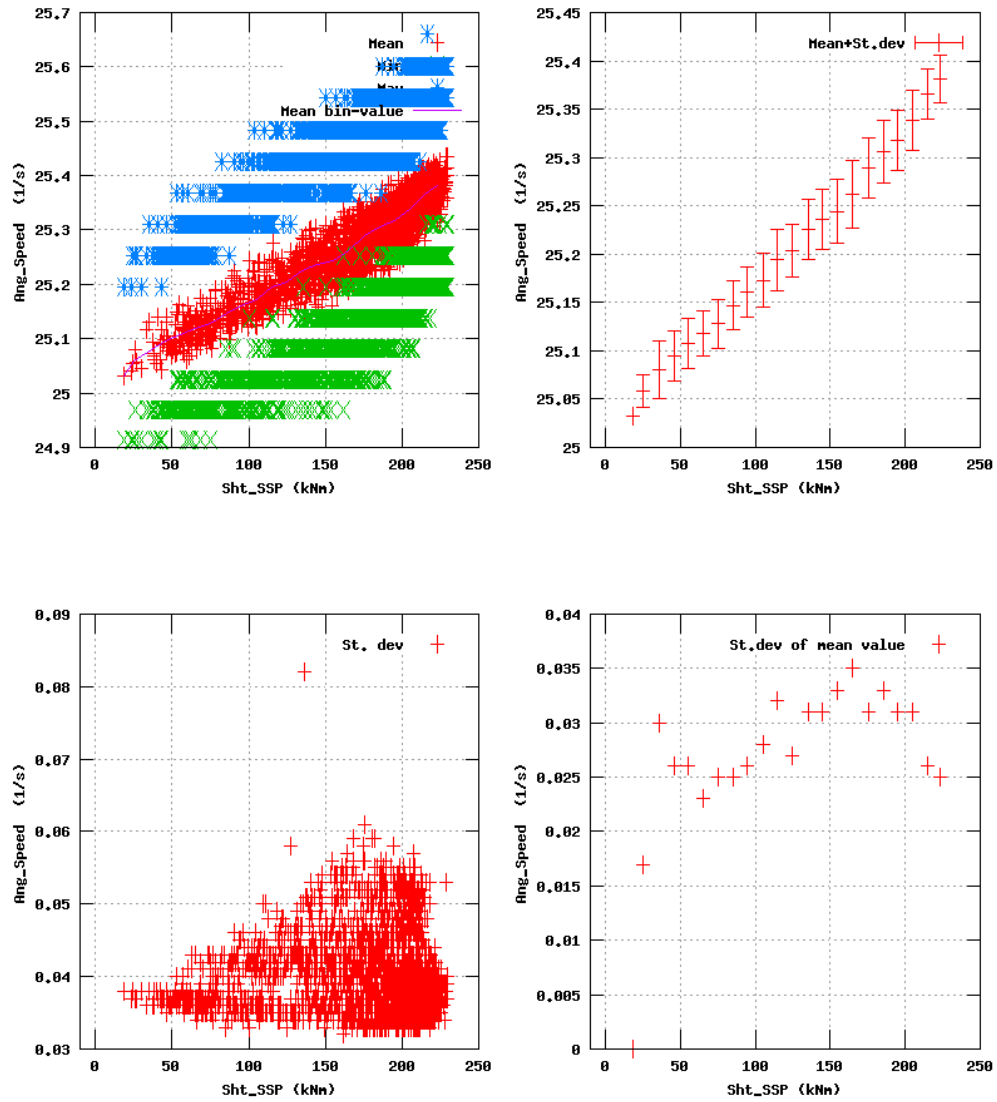 25.7
25.6
25.5
25.4
25.3
25.2
25.1
25
24.9
Ang_Speed (1/s)
Mean
Mean bin-value
0 50 100 150 200 250
Sht_SSP (kNm)
25.45
25.4
25.35
25.3
25.25
25.2
25.15
25.1
25.05
25
Ang_Speed (1/s)
Mean+St.dev
0 50 100 150 200 250
Sht_SSP (kNm)
0.09
0.08
0.07
0.06
0.05
0.04
0.03
Ang_Speed (1/s)
St. dev
0 50 100 150 200 250
Sht_SSP (kNm)
0.04
0.035
0.03
0.025
0.02
0.015
0.01
0.005
0
Ang_Speed (1/s)
St.dev of mean value
0 50 100 150 200 250
Sht_SSP (kNm)